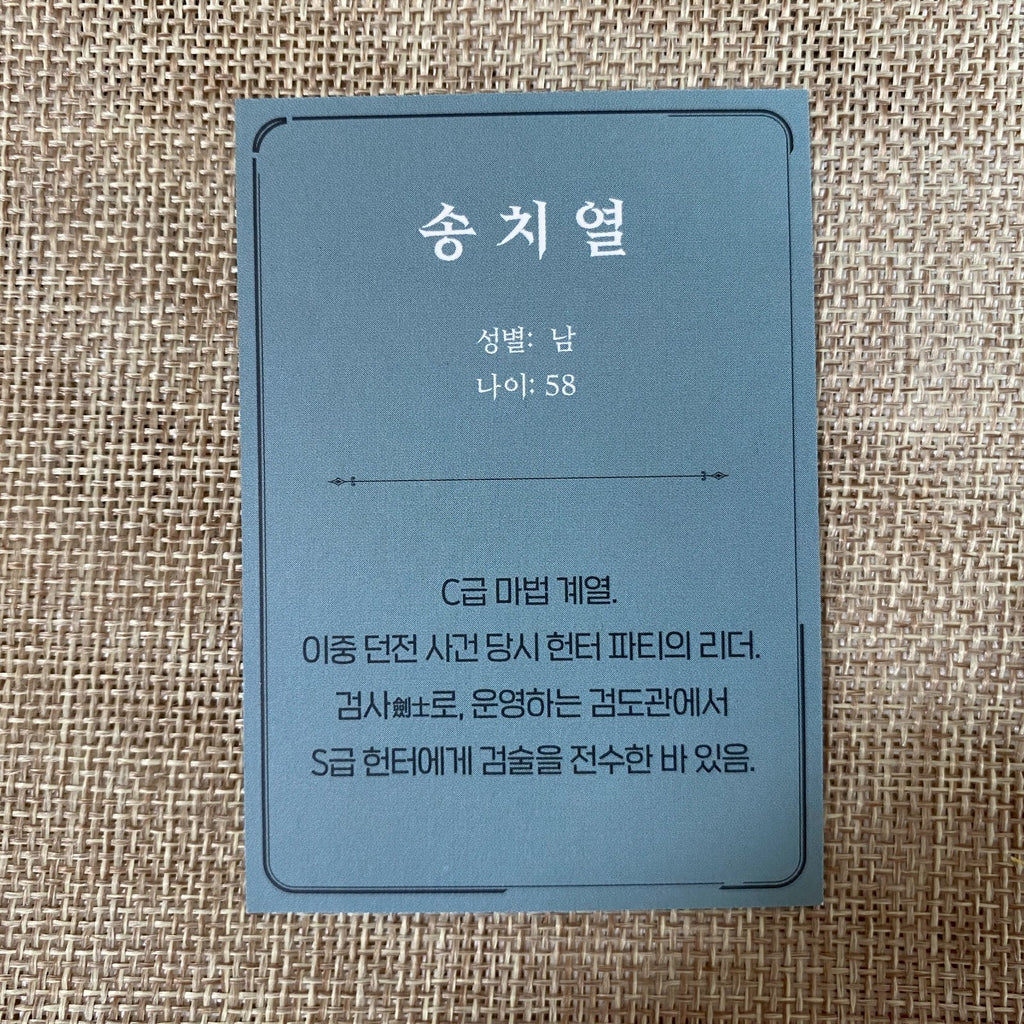 송치열
성별: 남
나이: 58
C급 마법 계열.
이중 던전 사건 당시 헌터 파티의 리더.
검사劍士로, 운영하는 검도관에서
S급 헌터에게 검술을 전수한 바 있음.